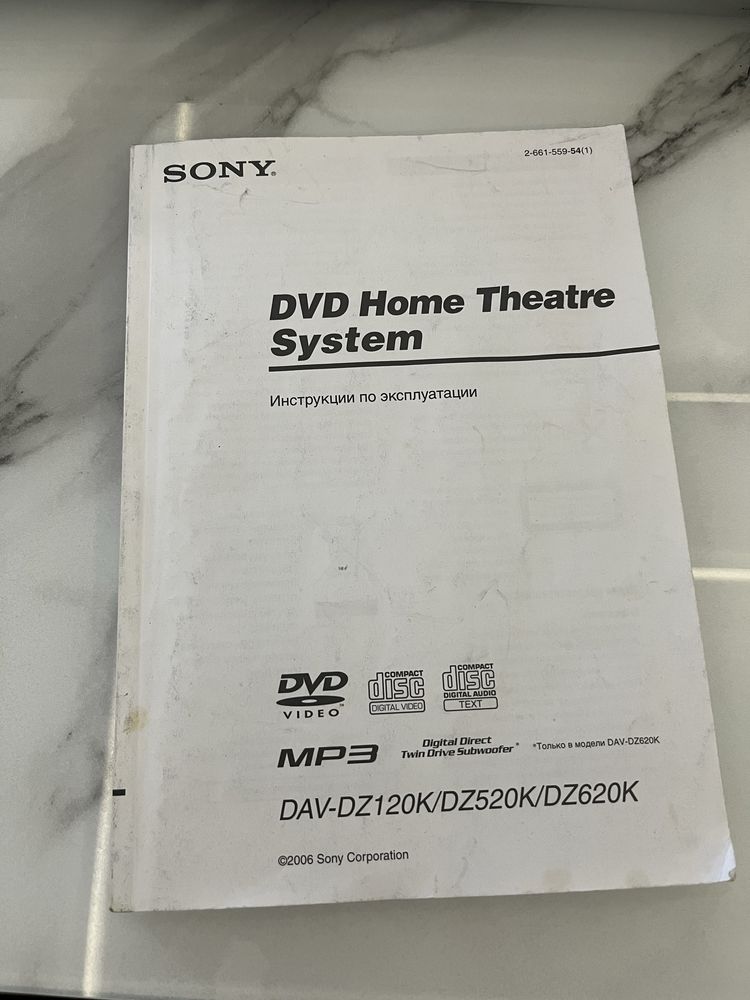 SONY®
2-661-559-54(1)
DVD Home Theatre
System
Инструкции по эксплуатации
DVD
VIDEO™
COMPACT
disc
DIGITAL VIDEO
COMPACT
disc
DIGITAL AUDIO
TEXT
MP3
Digital Direct
Twin Drive Subwoofer*
*Только в модели DAV-DZ620K
DAV-DZ120K/DZ520K/DZ620K
©2006 Sony Corporation